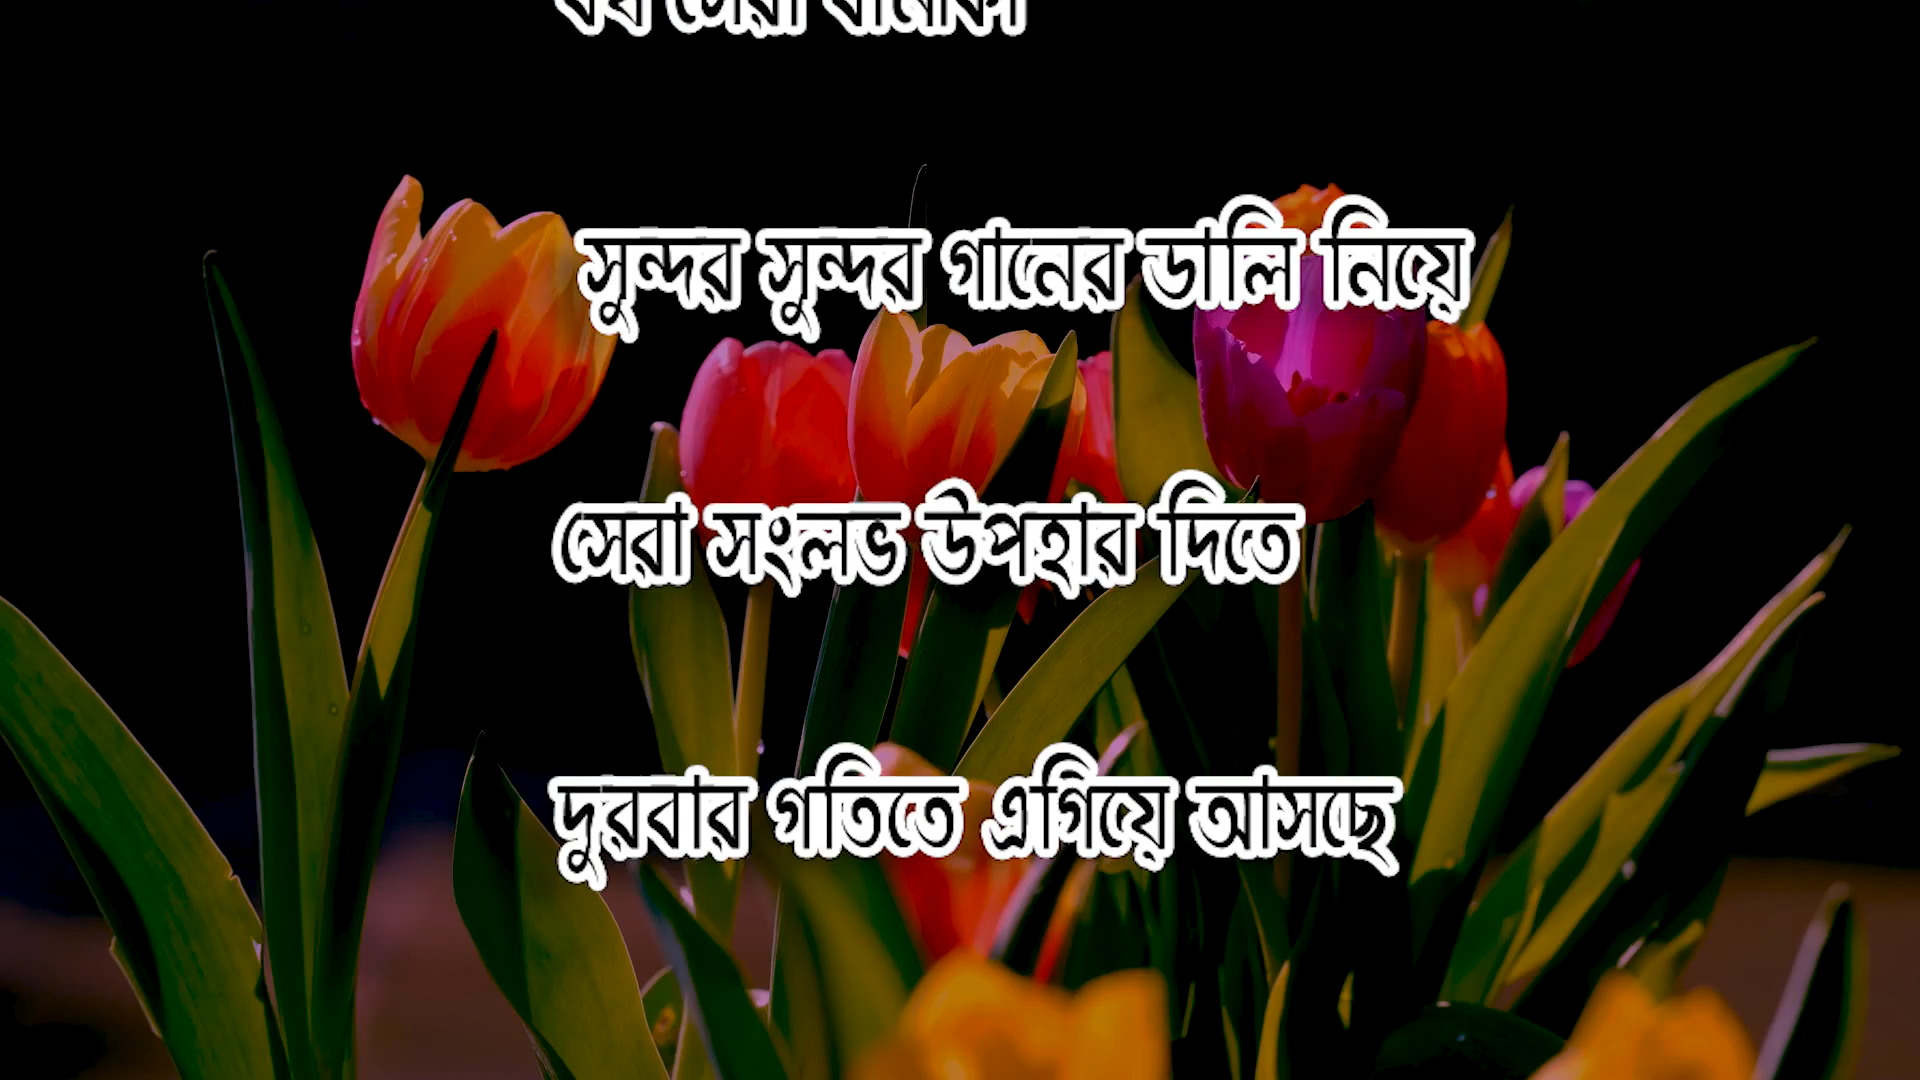 সুন্দর সুন্দর গানের ডালি নিয়ে
সেরা সংলভ উপহার দিতে
দুরবার গতিতে এগিয়ে আসছে